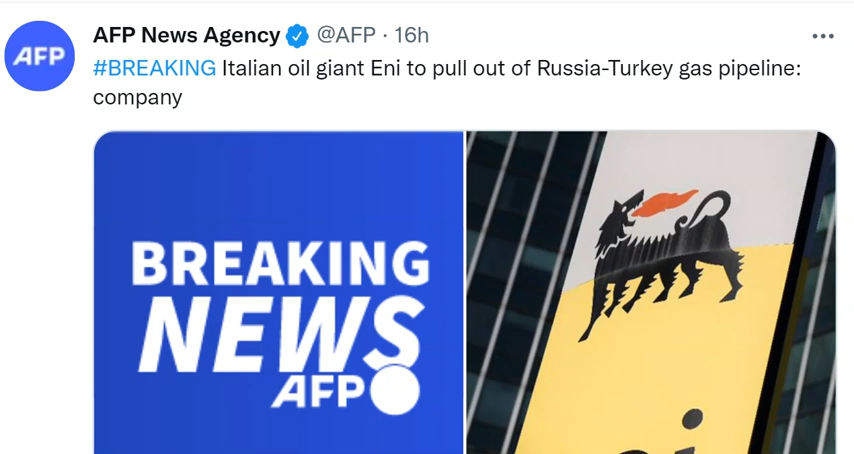 AFP
AFP News Agency @AFP · 16h
#BREAKING Italian oil giant Eni to pull out of Russia-Turkey gas pipeline:
company
BREAKING
NEWS
AFP